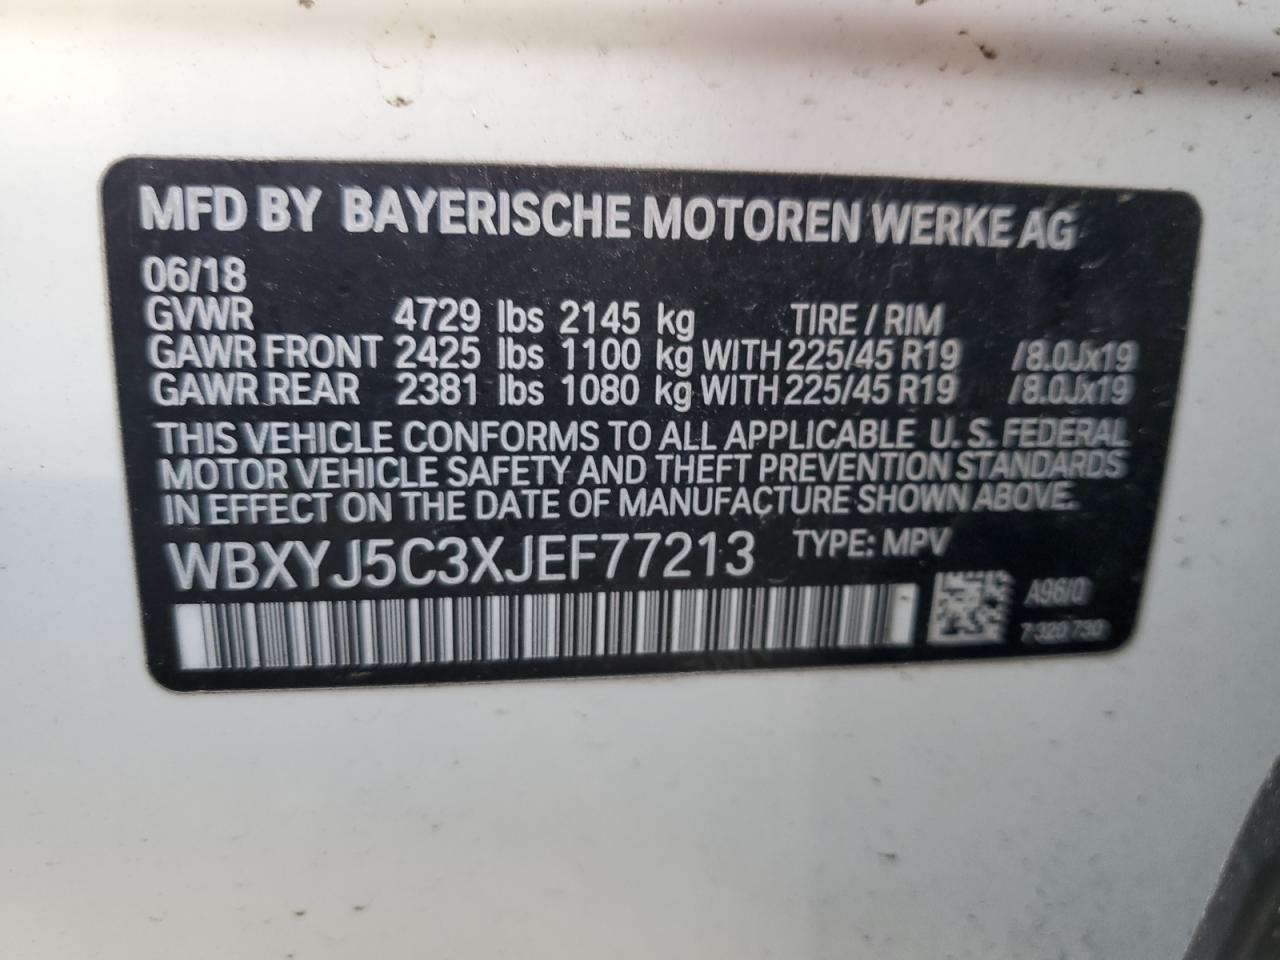 MFD BY BAYERISCHE MOTOREN WERKE AG
06/18
GVWR 4729 lbs 2145 kg TIRE / RIM
GAWR FRONT 2425 lbs 1100 kg WITH 225/45 R19 /8.0Jx19
GAWR REAR 2381 lbs 1080 kg WITH 225/45 R19 /8.0Jx19
THIS VEHICLE CONFORMS TO ALL APPLICABLE U. S. FEDERAL
MOTOR VEHICLE SAFETY AND THEFT PREVENTION STANDARDS
IN EFFECT ON THE DATE OF MANUFACTURE SHOWN ABOVE.
WBXYJ5C3XJEF77213 TYPE: MPV
A96/0
7 320 730